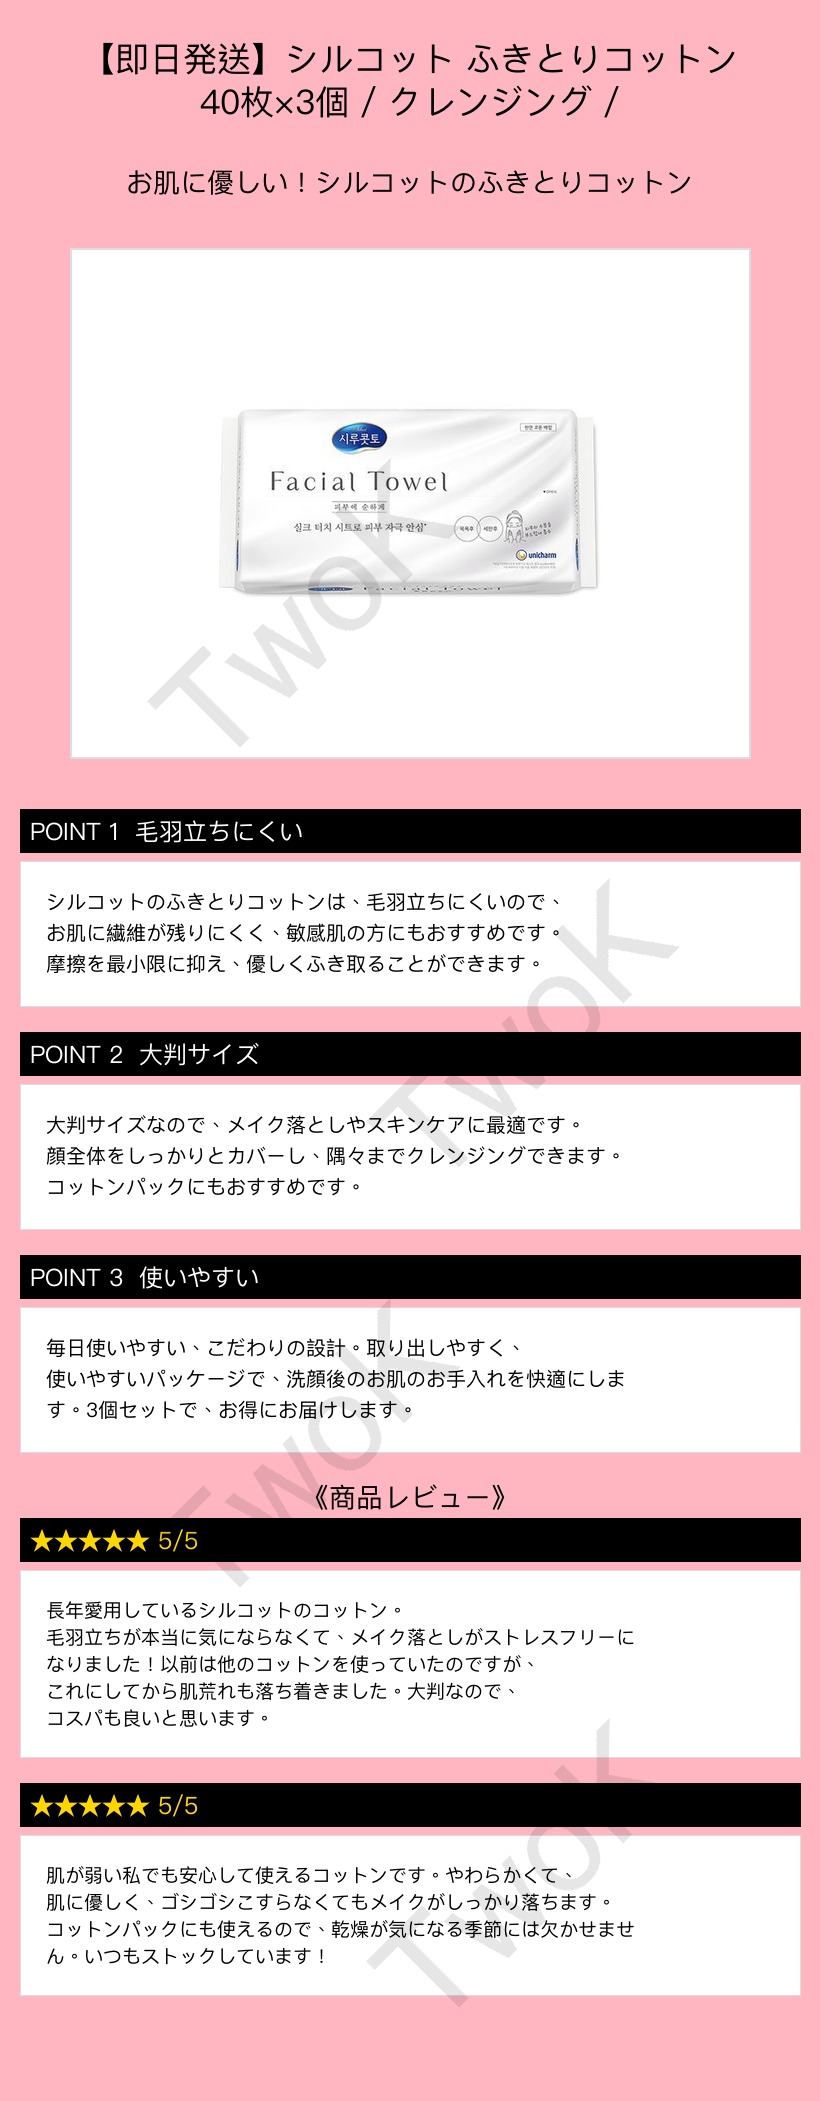 【即日発送】シルコット ふきとりコットン
40枚×3個 / クレンジング /
お肌に優しい！シルコットのふきとりコットン
시루콧토
천연 코튼 배합
Facial Towel
피부에 순하게
▼OPEN
실크 터치 시트로 피부 자극 안심*
목욕후
세안후
unicharm
Facial Towel
TwoK
POINT 1 毛羽立ちにくい
シルコットのふきとりコットンは、毛羽立ちにくいので、
お肌に繊維が残りにくく、敏感肌の方にもおすすめです。
摩擦を最小限に抑え、優しくふき取ることができます。
TwoK
POINT 2 大判サイズ
大判サイズなので、メイク落としやスキンケアに最適です。
顔全体をしっかりとカバーし、隅々までクレンジングできます。
コットンパックにもおすすめです。
POINT 3 使いやすい
毎日使いやすい、こだわりの設計。取り出しやすく、
使いやすいパッケージで、洗顔後のお肌のお手入れを快適にしま
す。3個セットで、お得にお届けします。
TwoK
《商品レビュー》
★★★★★ 5/5
長年愛用しているシルコットのコットン。
毛羽立ちが本当に気にならなくて、メイク落としがストレスフリーに
なりました！以前は他のコットンを使っていたのですが、
これにしてから肌荒れも落ち着きました。大判なので、
コスパも良いと思います。
★★★★★ 5/5
肌が弱い私でも安心して使えるコットンです。やわらかくて、
肌に優しく、ゴシゴシこすらなくてもメイクがしっかり落ちます。
コットンパックにも使えるので、乾燥が気になる季節には欠かせませ
ん。いつもストックしています！
TwoK